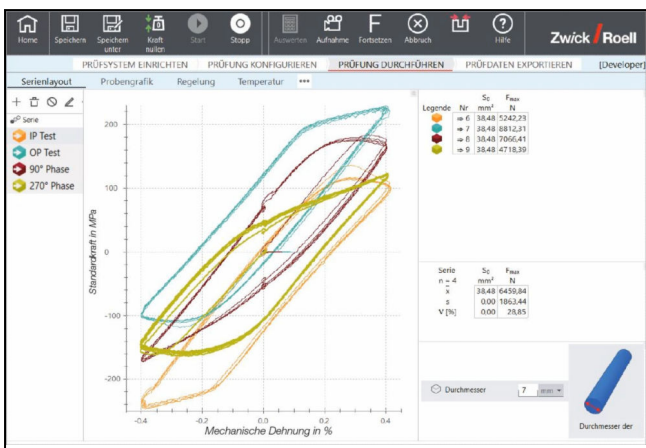 Home Speichern Speichern unter Kraft nullen Start Stopp Auswerten Aufnahme Fortsetzen Abbruch Hilfe Zwick Roell
PRÜFSYSTEM EINRICHTEN PRÜFUNG KONFIGURIEREN PRÜFUNG DURCHFÜHREN PRÜFDATEN EXPORTIEREN [Developer]
Serienlayout Probengrafik Regelung Temperatur •••
Serie
IP Test
OP Test
90° Phase
270° Phase
Standardkraft in MPa
200
100
0
-100
-200
-0.4 -0.2 0.0 0.2 0.4
Mechanische Dehnung in %
S₀ Fmax
Legende Nr mm² N
⇒ 6 38,48 5242,23
⇒ 7 38,48 8812,31
⇒ 8 38,48 7066,41
⇒ 9 38,48 4718,39
Serie S₀ Fmax
n = 4 mm² N
x̄ 38,48 6459,84
s 0,00 1863,44
V [%] 0,00 28,85
Durchmesser 7 mm
Durchmesser der